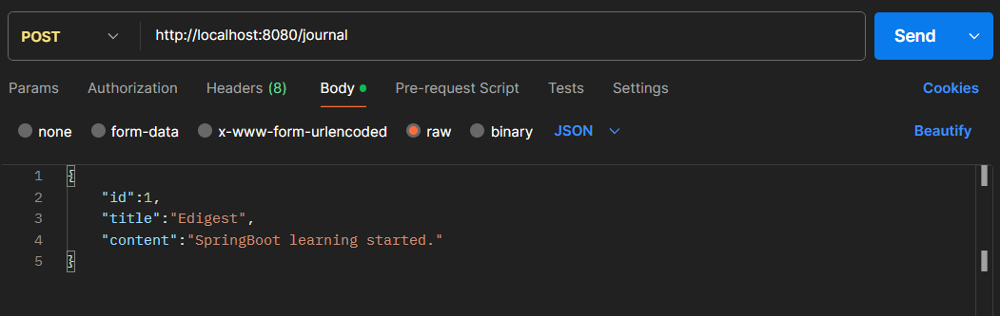 POST http://localhost:8080/journal Send
Params Authorization Headers (8) Body Pre-request Script Tests Settings Cookies
none form-data x-www-form-urlencoded raw binary JSON Beautify
1 {
2 "id":1,
3 "title":"Edigest",
4 "content":"SpringBoot learning started."
5 }